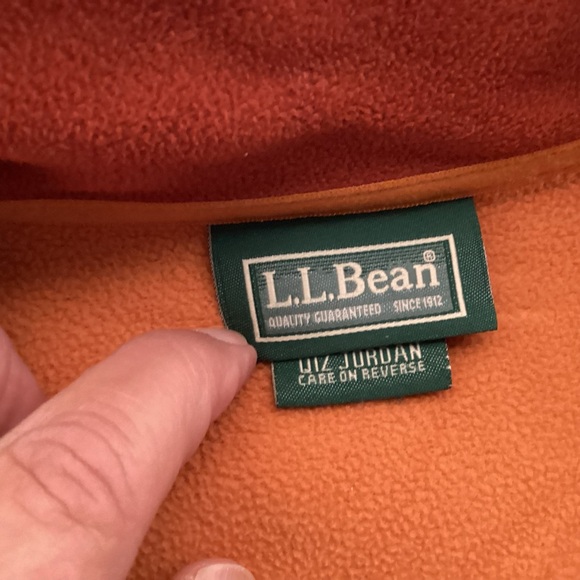 L.L.Bean®
QUALITY GUARANTEED SINCE 1912
QIZ JORDAN
CARE ON REVERSE